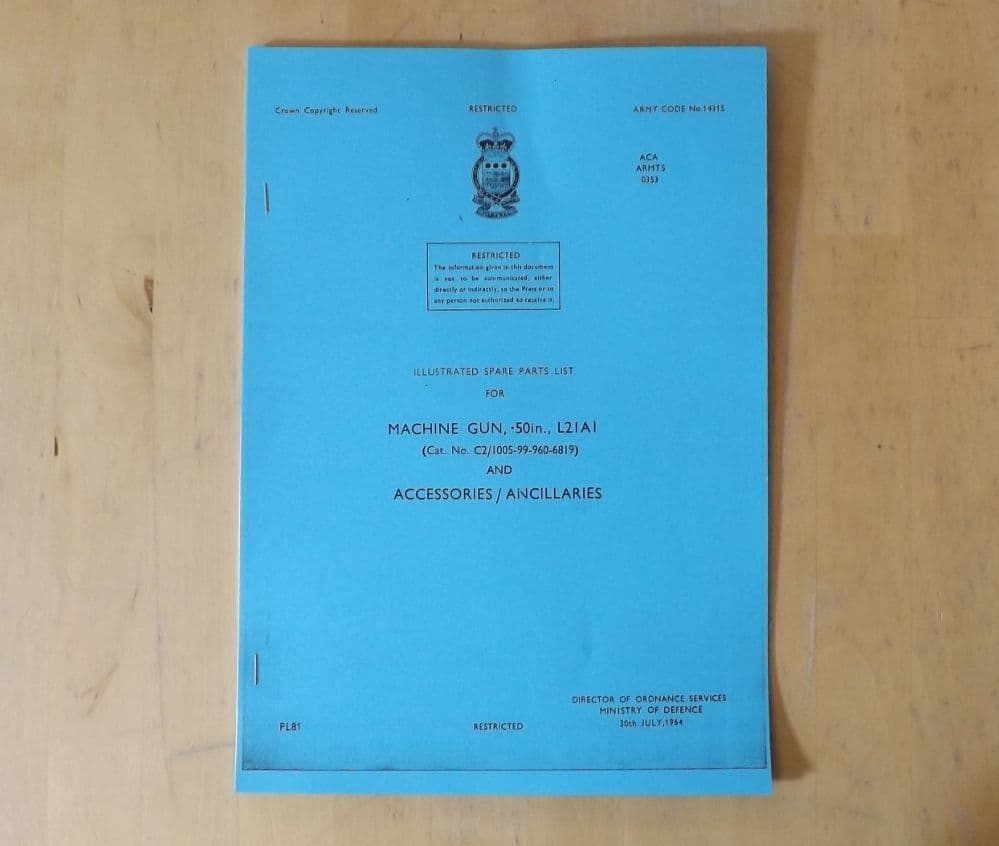 Crown Copyright Reserved
RESTRICTED
ARMY CODE No.14315
ACA
ARMTS
0353
RESTRICTED
The information given in this document
is not to be communicated, either
directly or indirectly, to the Press or to
any person not authorized to receive it.
ILLUSTRATED SPARE PARTS LIST
FOR
MACHINE GUN, ·50in., L21A1
(Cat. No. C2/1005-99-960-6819)
AND
ACCESSORIES / ANCILLARIES
DIRECTOR OF ORDNANCE SERVICES
MINISTRY OF DEFENCE
30th JULY, 1964
PL81
RESTRICTED